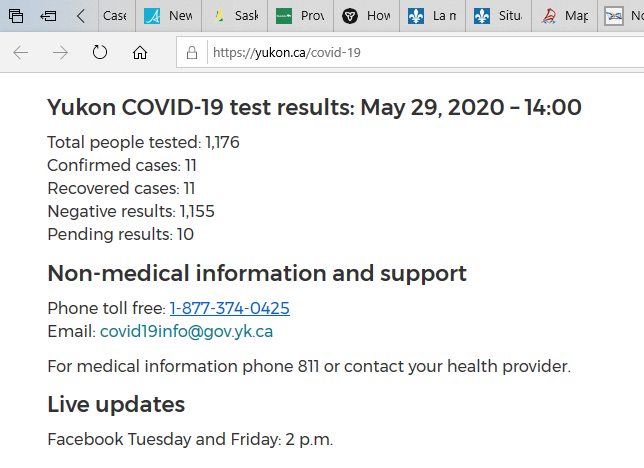 Case
New
Sask
Prov
How
La m
Situ
Map
No
https://yukon.ca/covid-19
Yukon COVID-19 test results: May 29, 2020 – 14:00
Total people tested: 1,176
Confirmed cases: 11
Recovered cases: 11
Negative results: 1,155
Pending results: 10
Non-medical information and support
Phone toll free: 1-877-374-0425
Email: covid19info@gov.yk.ca
For medical information phone 811 or contact your health provider.
Live updates
Facebook Tuesday and Friday: 2 p.m.